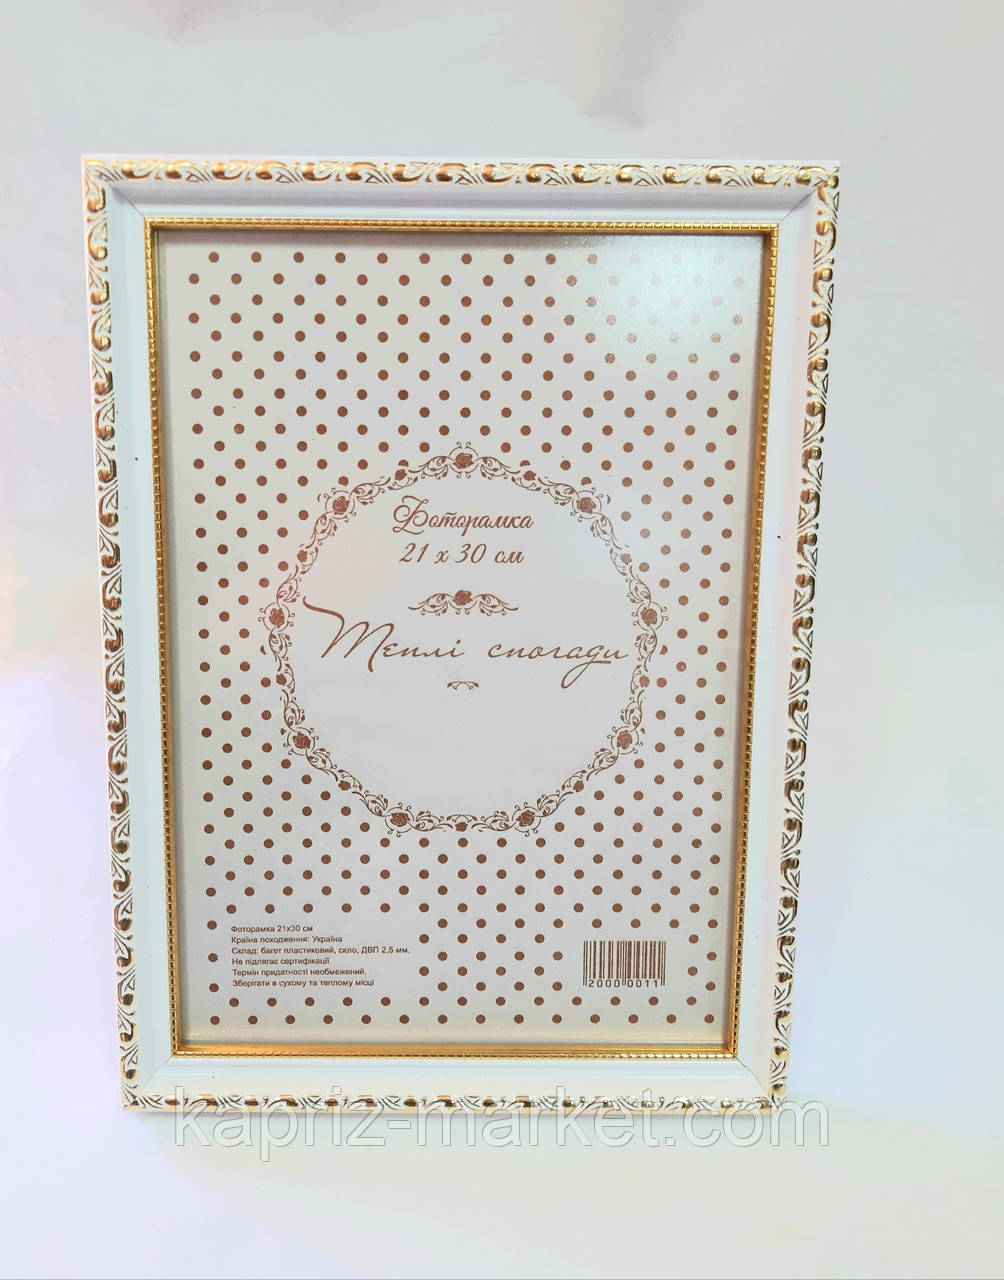 Фоторамка
21 x 30 см
Теплі спогади
Фоторамка 21х30 см
Країна походження: Україна
Склад: багет пластиковий, скло, ДВП 2,5 мм.
Не підлягає сертифікації.
Термін придатності необмежений.
Зберігати в сухому та теплому місці
2000 0011
kapriz-market.com